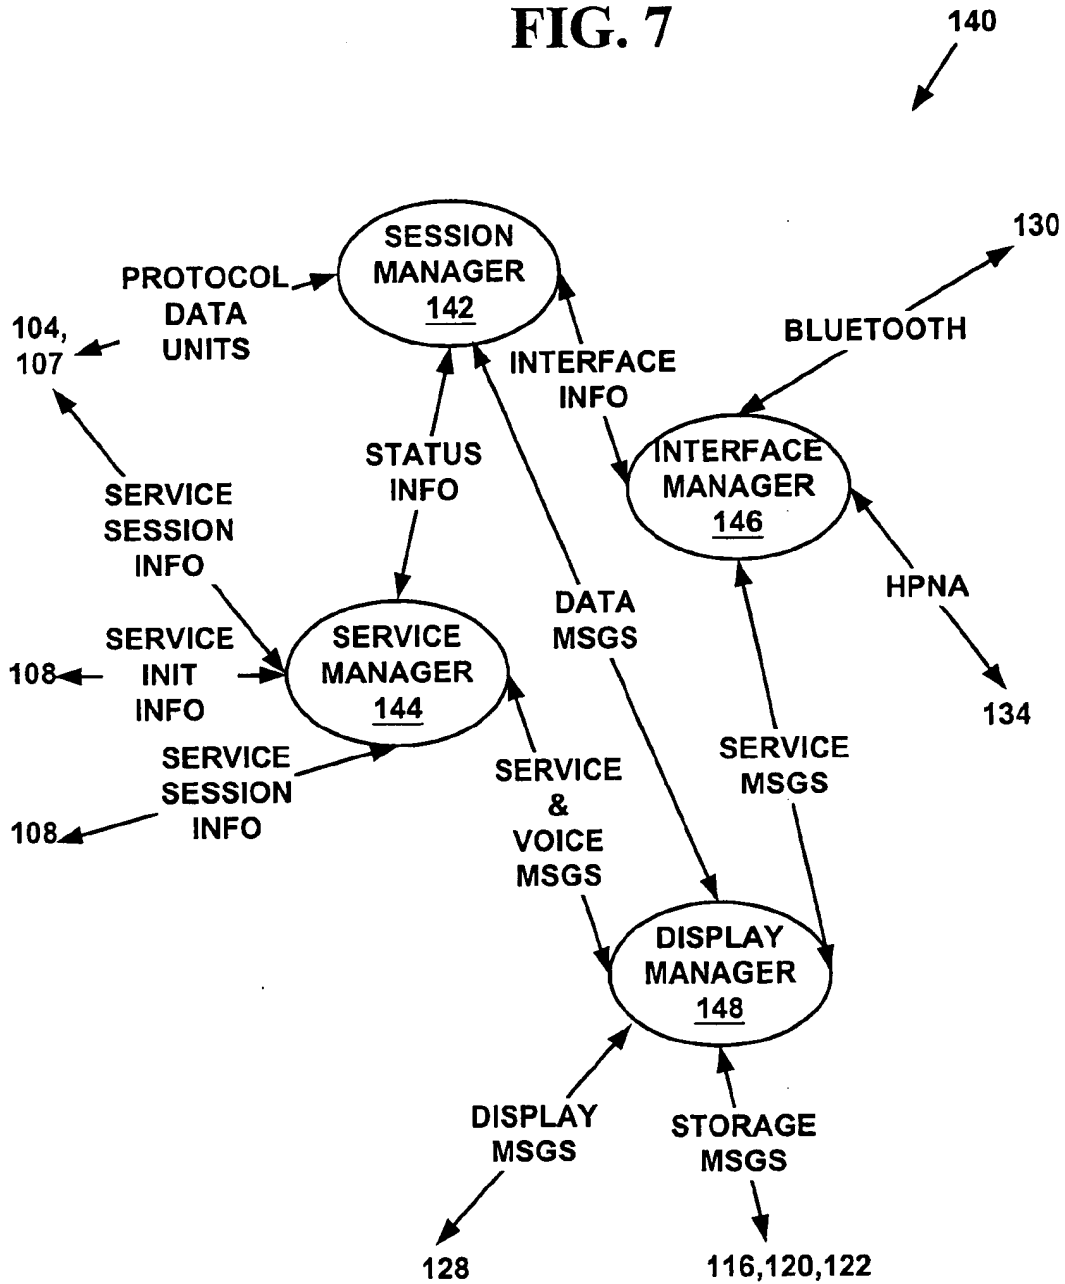 FIG. 7
140
SESSION
MANAGER
142
130
PROTOCOL
DATA
UNITS
104,
107
INTERFACE
INFO
BLUETOOTH
STATUS
INFO
INTERFACE
MANAGER
146
SERVICE
SESSION
INFO
HPNA
DATA
MSGS
SERVICE
INIT
INFO
108
SERVICE
MANAGER
144
134
SERVICE
SESSION
INFO
108
SERVICE
&
VOICE
MSGS
SERVICE
MSGS
DISPLAY
MANAGER
148
DISPLAY
MSGS
STORAGE
MSGS
128
116,120,122